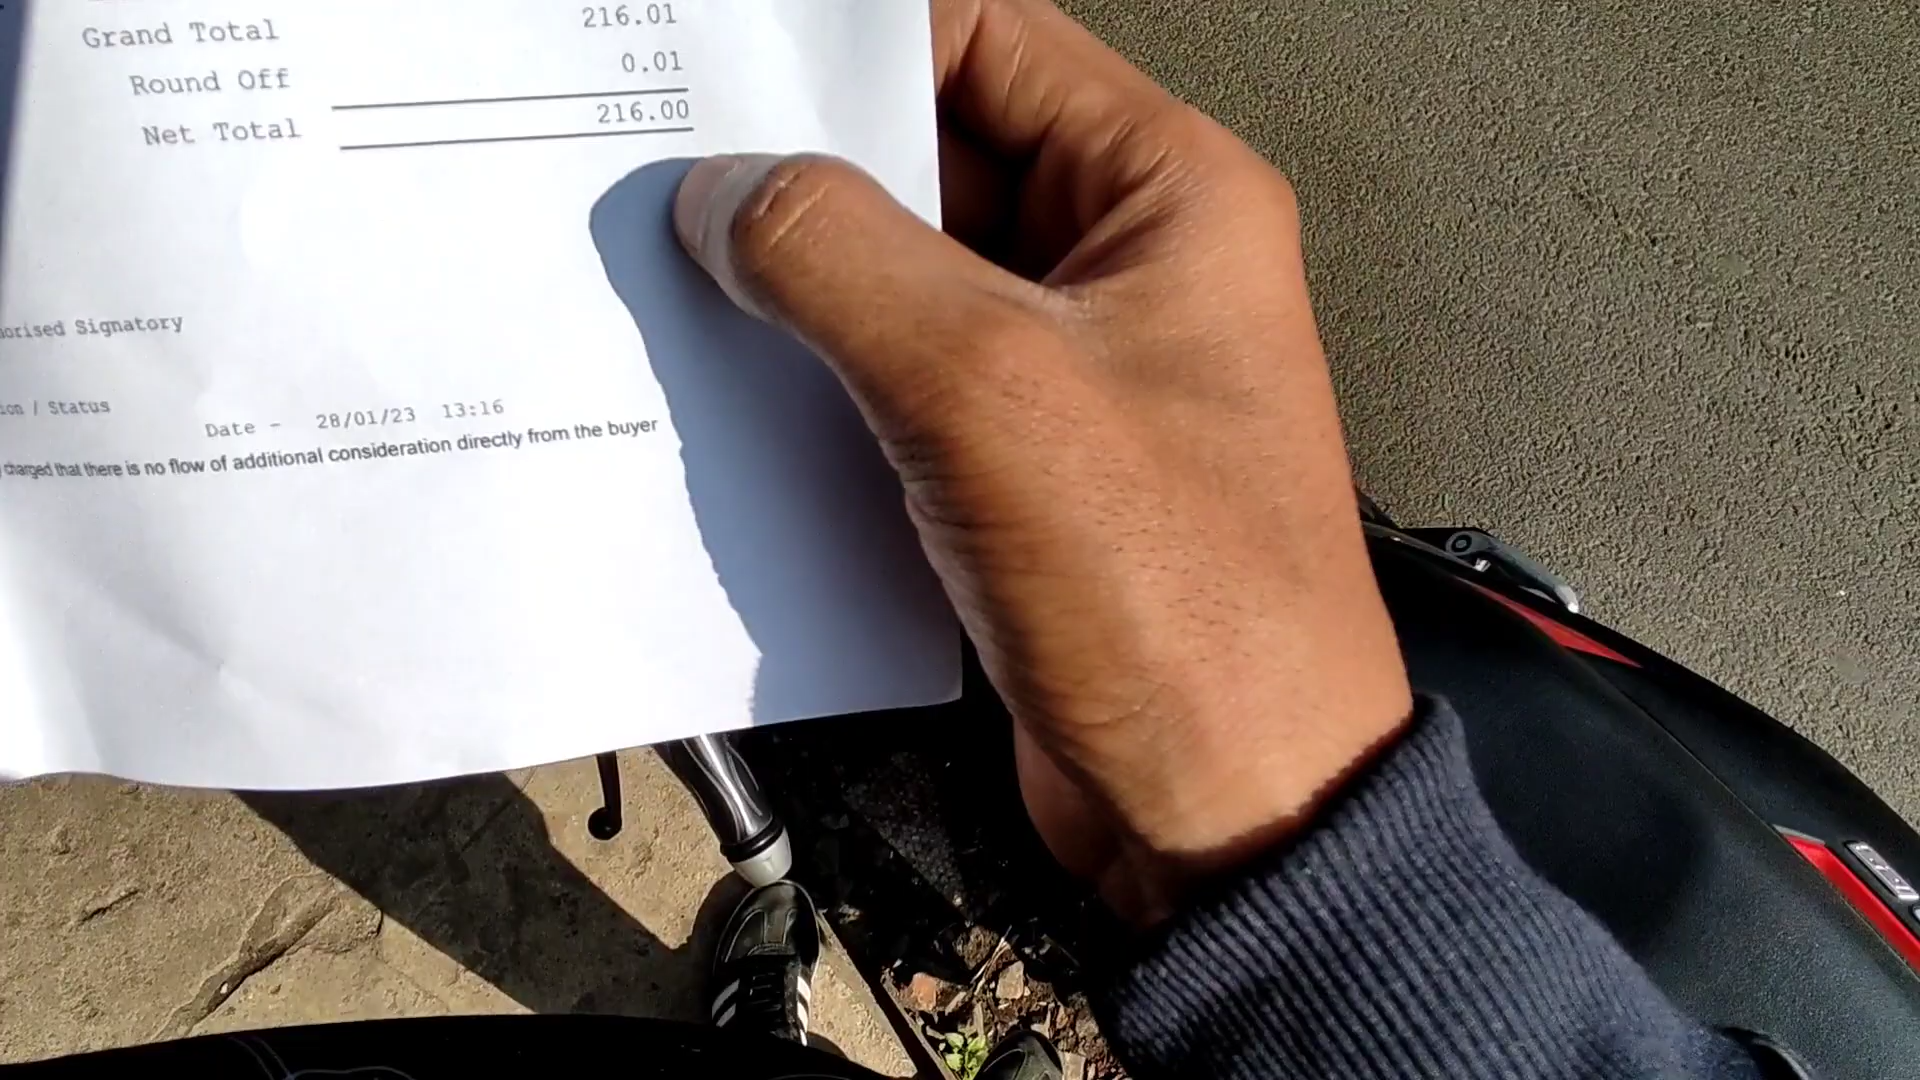 Grand Total 216.01
Round Off 0.01
Net Total 216.00
orised Signatory
ion / Status
Date - 28/01/23 13:16
charged that there is no flow of additional consideration directly from the buyer